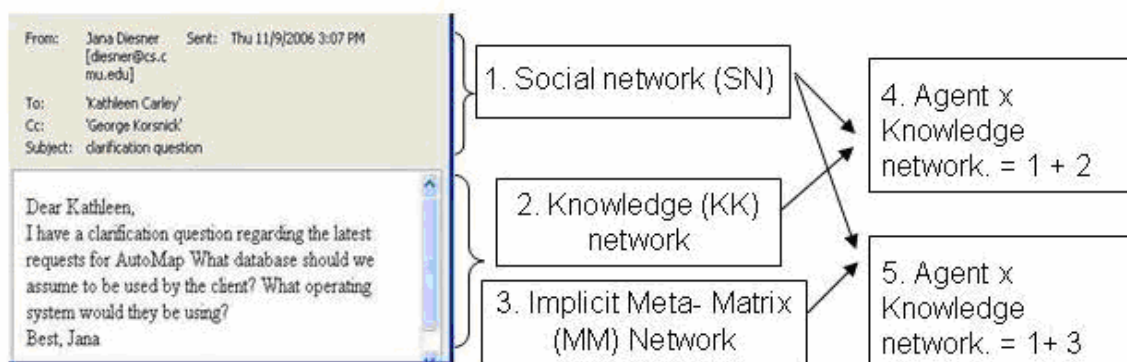 From: Jana Diesner Sent: Thu 11/9/2006 3:07 PM
[diesner@cs.c
mu.edu]
To: 'Kathleen Carley'
Cc: 'George Korsnick'
Subject: clarification question
Dear Kathleen,
I have a clarification question regarding the latest
requests for AutoMap What database should we
assume to be used by the client? What operating
system would they be using?
Best, Jana
1. Social network (SN)
2. Knowledge (KK)
network
3. Implicit Meta- Matrix
(MM) Network
4. Agent x
Knowledge
network. = 1 + 2
5. Agent x
Knowledge
network. = 1+ 3